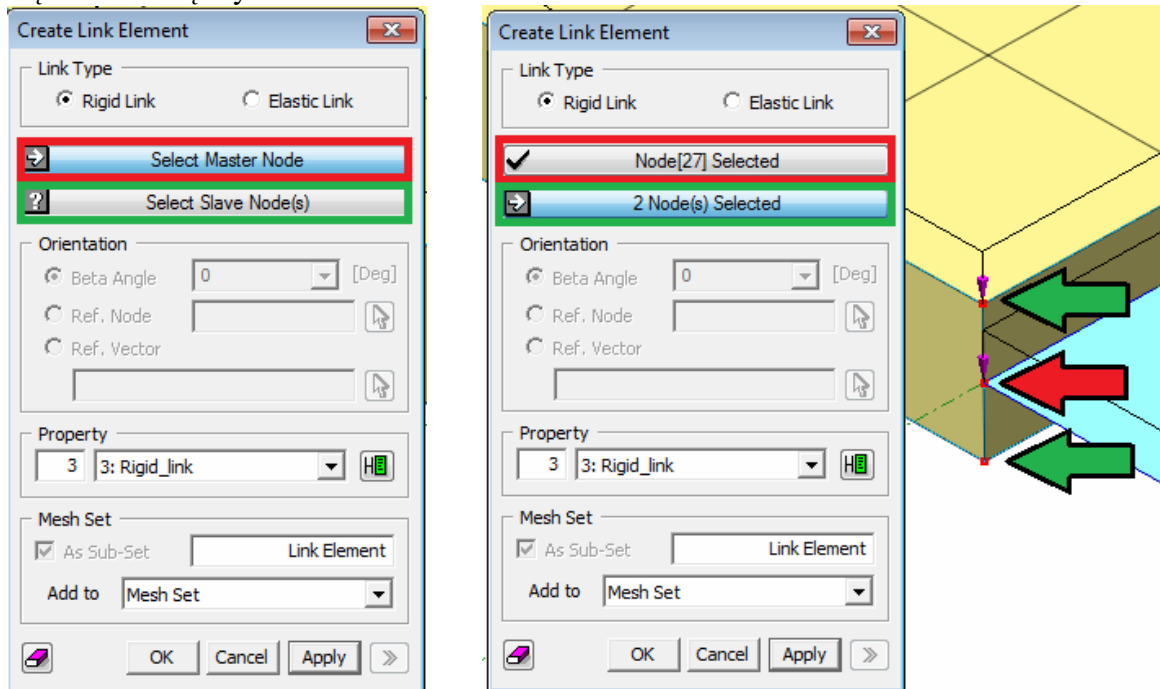 Create Link Element
Link Type
Rigid Link Elastic Link
Select Master Node
? Select Slave Node(s)
Orientation
Beta Angle 0 [Deg]
Ref. Node
Ref. Vector
Property
3 3: Rigid_link
Mesh Set
As Sub-Set Link Element
Add to Mesh Set
OK Cancel Apply >>
Create Link Element
Link Type
Rigid Link Elastic Link
Node[27] Selected
2 Node(s) Selected
Orientation
Beta Angle 0 [Deg]
Ref. Node
Ref. Vector
Property
3 3: Rigid_link
Mesh Set
As Sub-Set Link Element
Add to Mesh Set
OK Cancel Apply >>